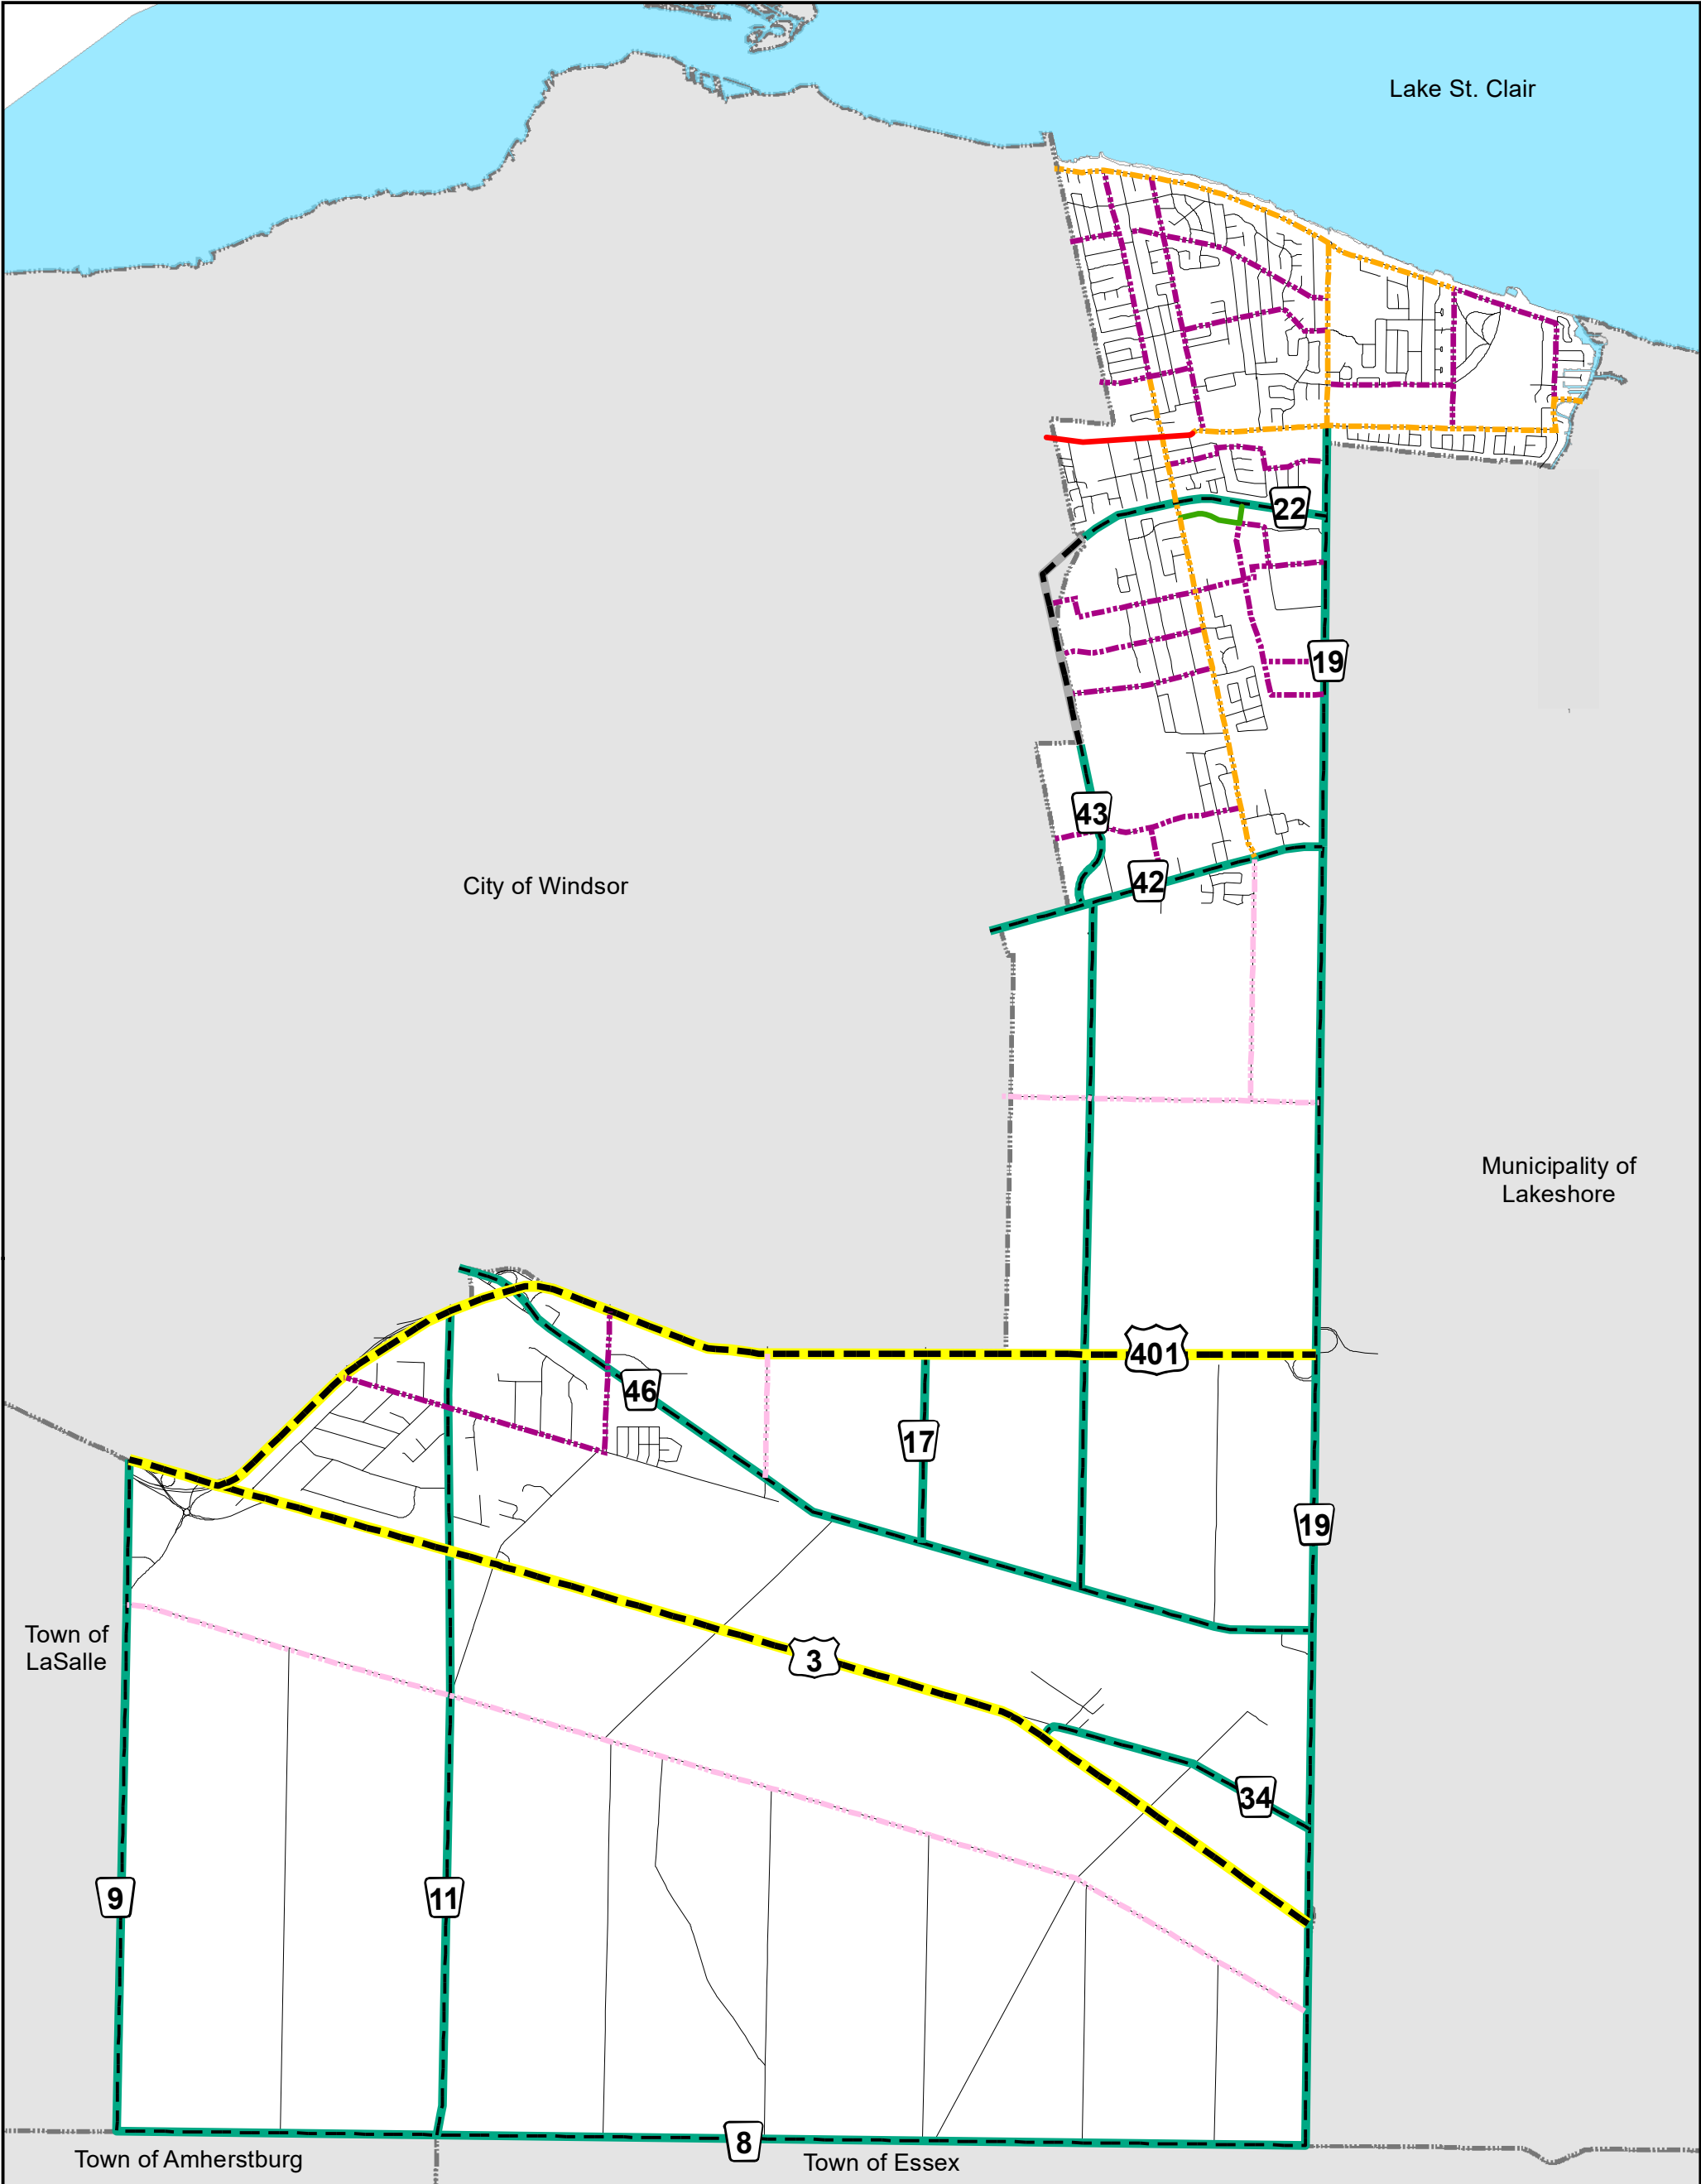 Lake St. Clair
22
19
43
City of Windsor
42
Municipality of
Lakeshore
401
46
17
19
Town of
LaSalle
3
34
9
11
8
Town of Amherstburg
Town of Essex